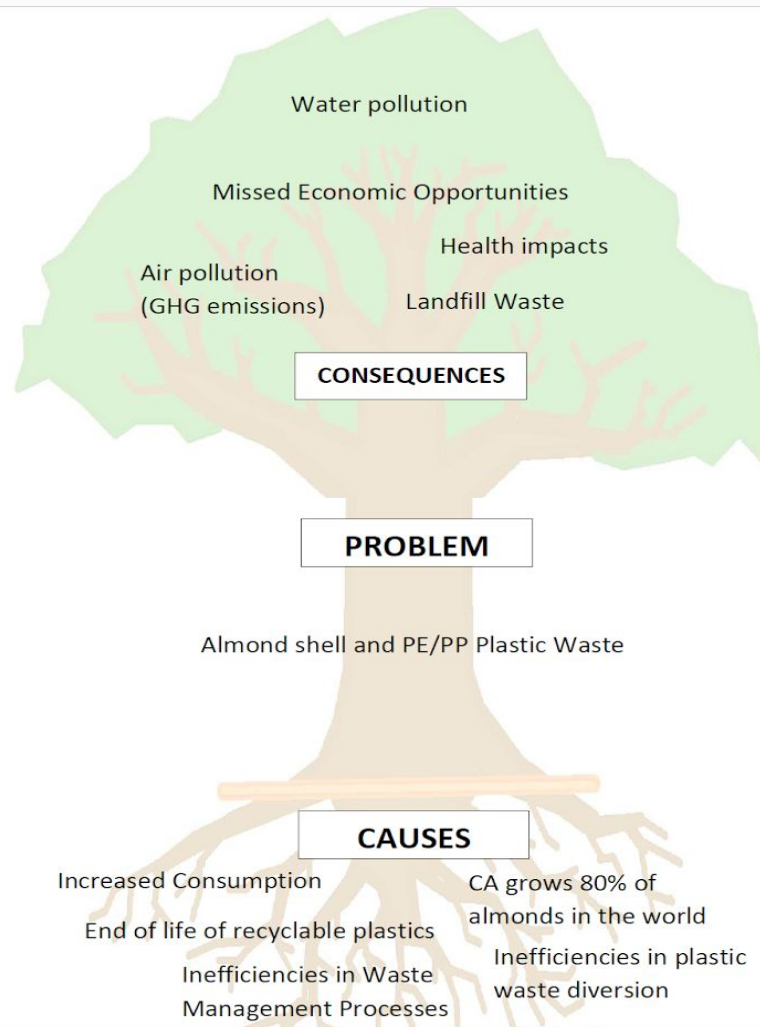 Water pollution
Missed Economic Opportunities
Health impacts
Air pollution
(GHG emissions)
Landfill Waste
CONSEQUENCES
PROBLEM
Almond shell and PE/PP Plastic Waste
CAUSES
Increased Consumption
CA grows 80% of
almonds in the world
End of life of recyclable plastics
Inefficiencies in plastic
waste diversion
Inefficiencies in Waste
Management Processes